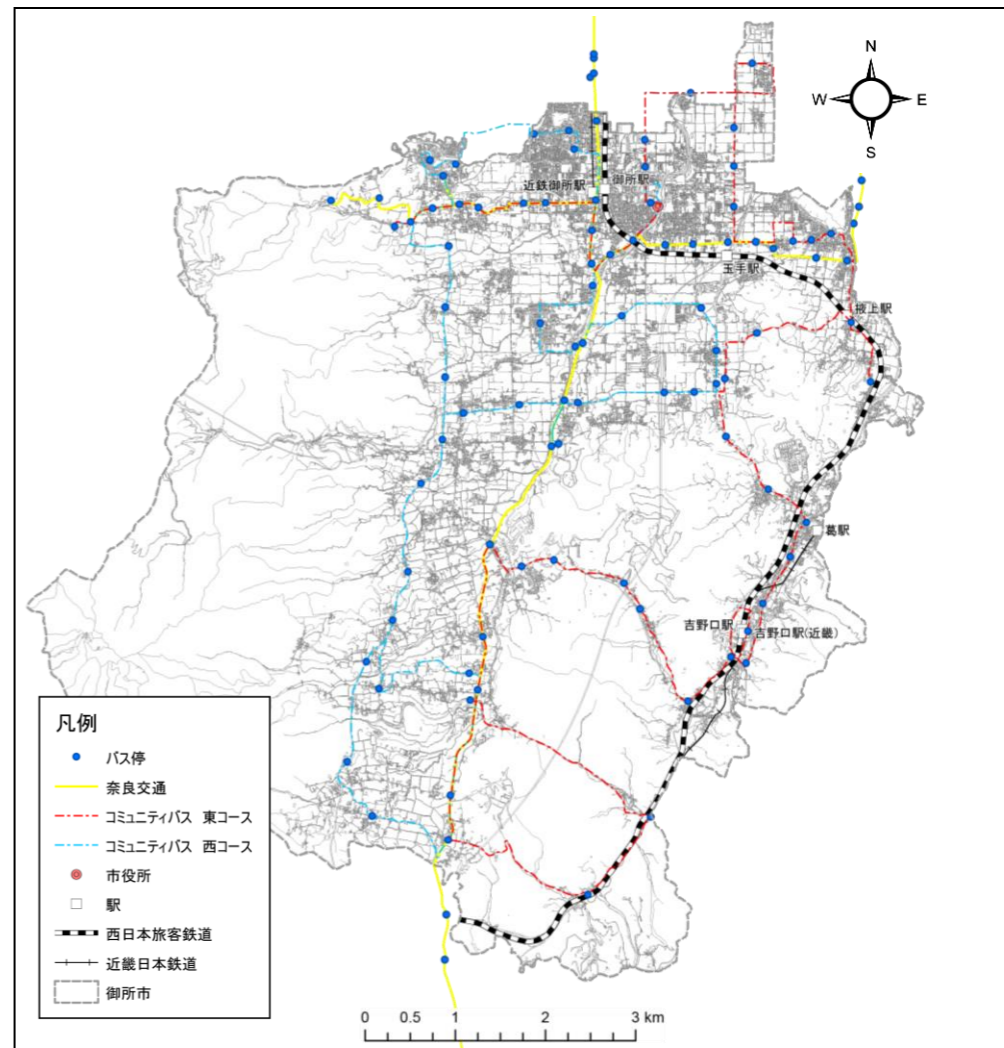 N
W
E
S
近鉄御所駅
御所駅
玉手駅
掖上駅
葛駅
吉野口駅
吉野口駅(近畿)
凡例
バス停
奈良交通
コミュニティバス 東コース
コミュニティバス 西コース
市役所
駅
西日本旅客鉄道
近畿日本鉄道
御所市
0 0.5 1 2 3 km